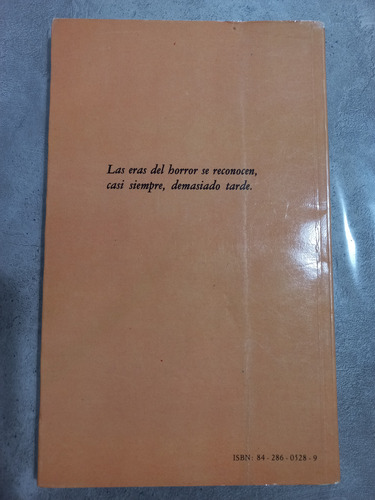 Las eras del horror se reconocen,
casi siempre, demasiado tarde.
ISBN: 84 - 286 - 0328 - 9